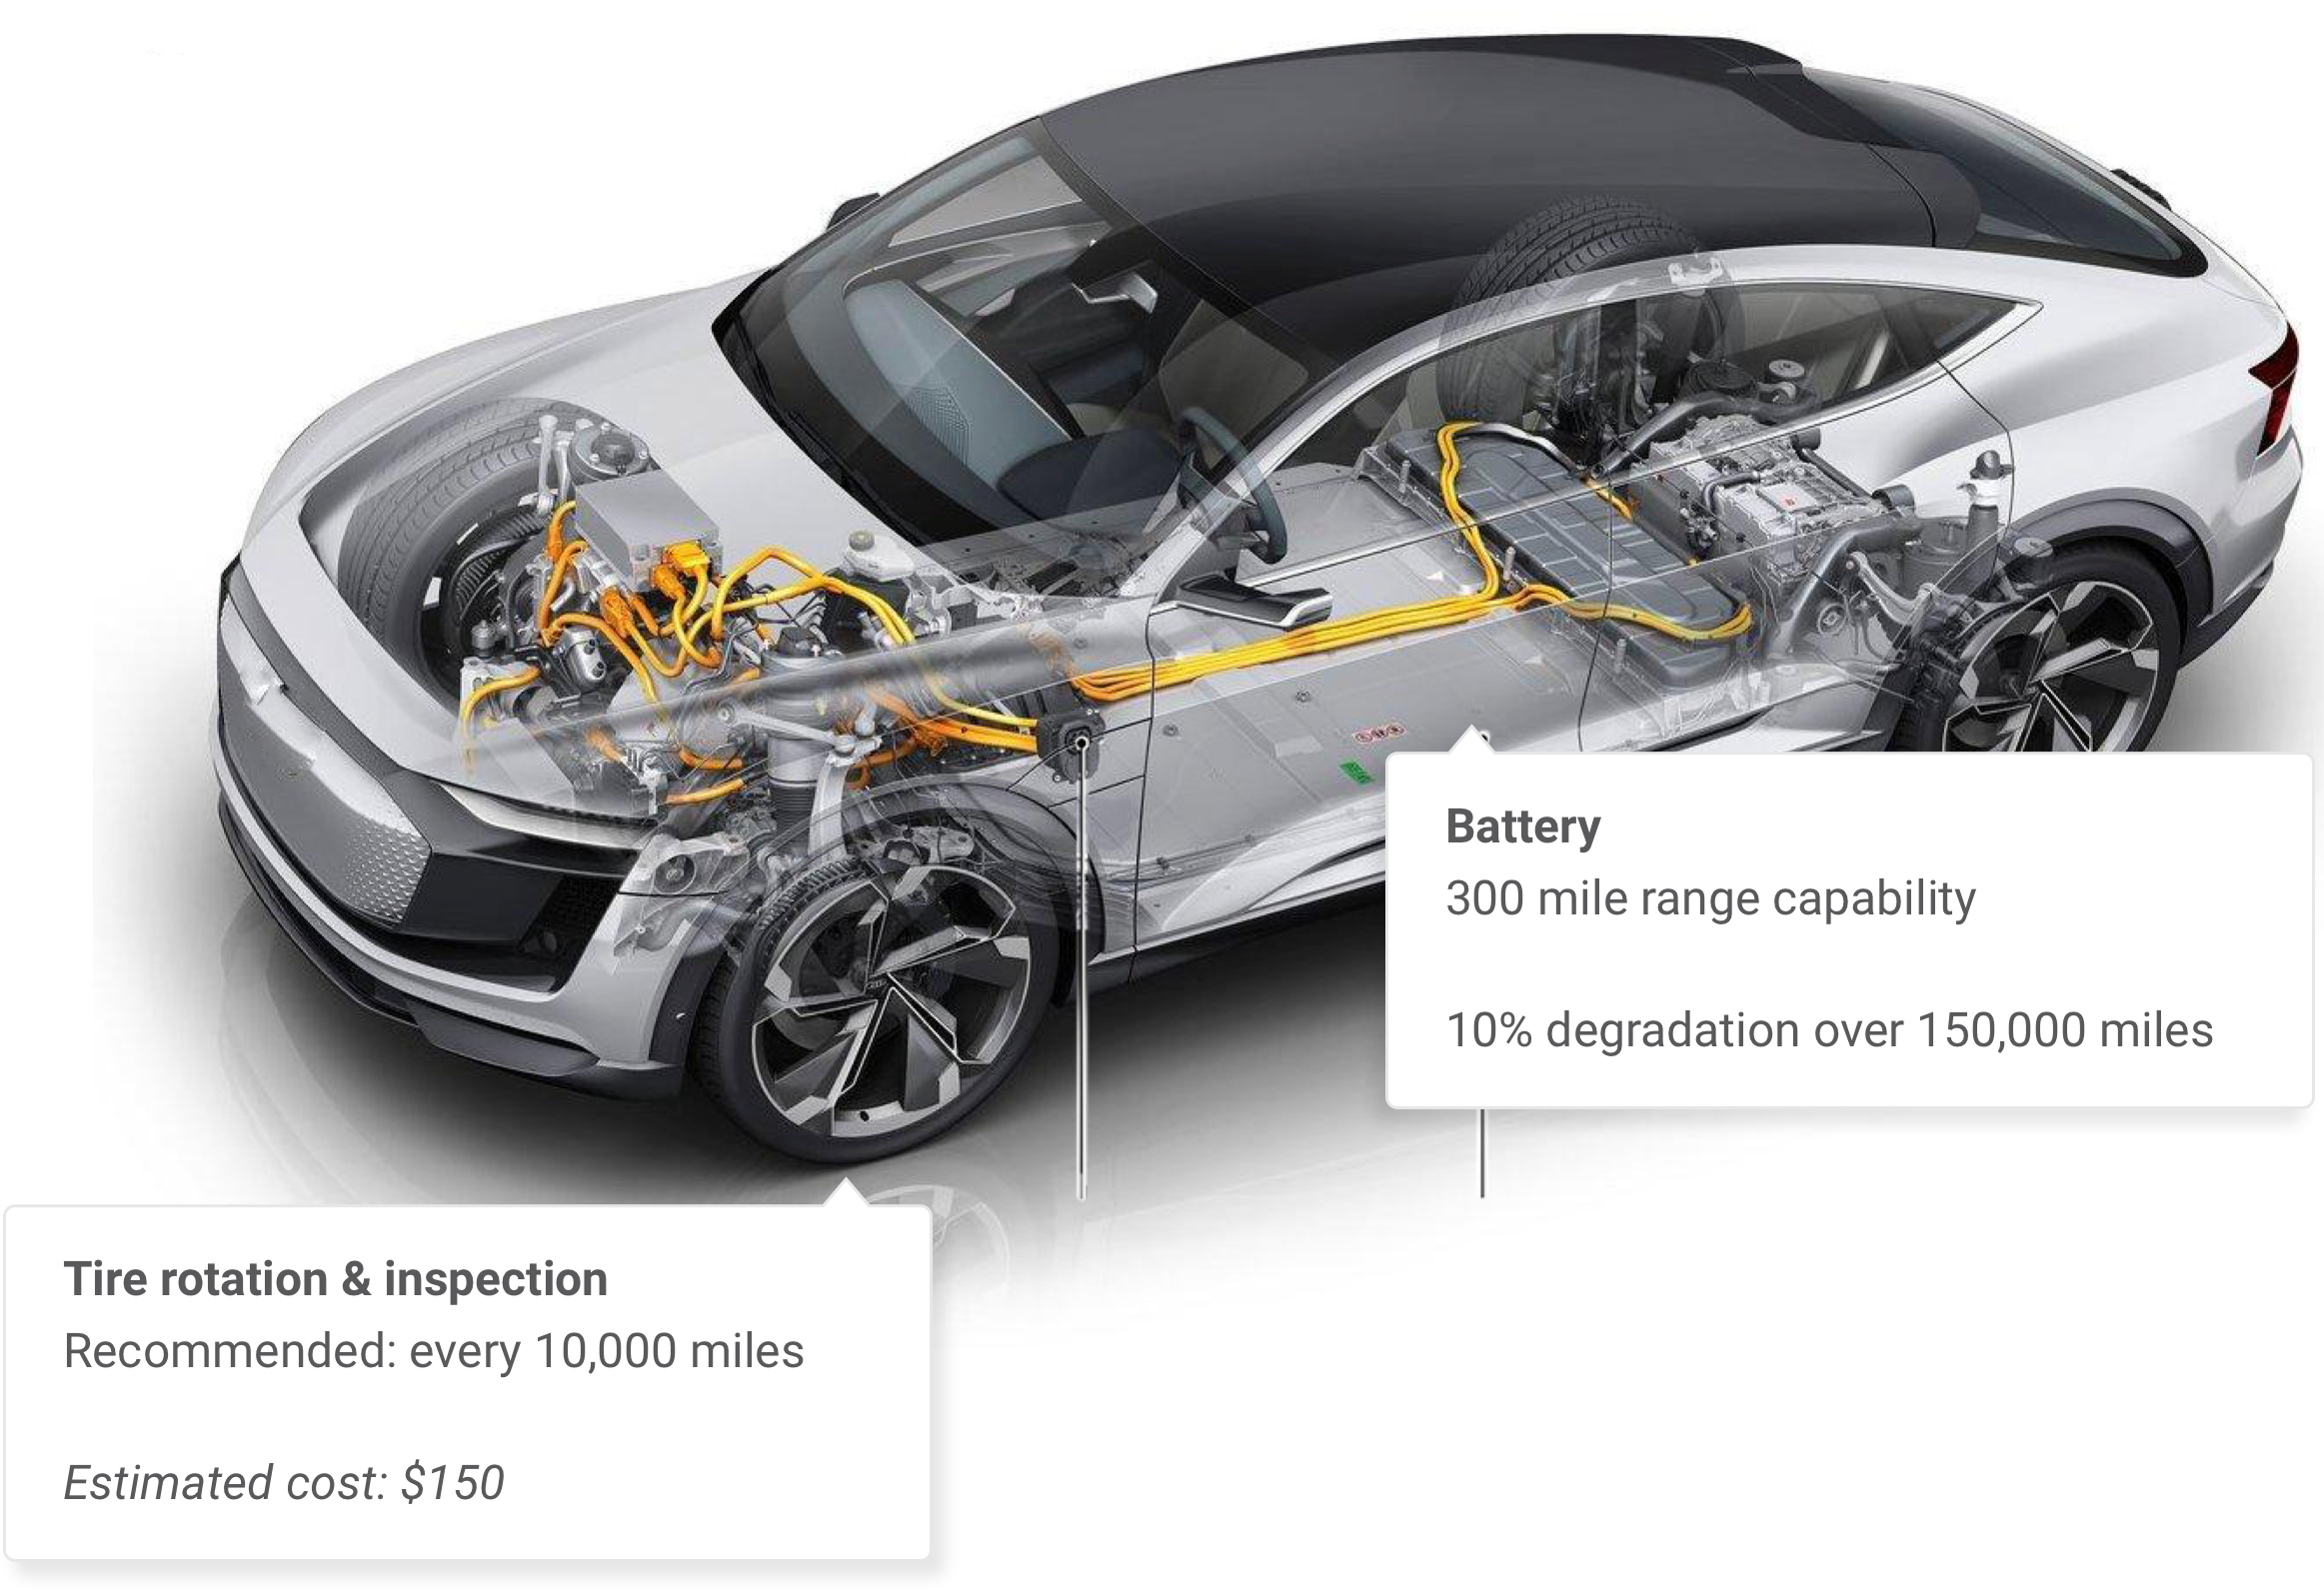 Battery
300 mile range capability
10% degradation over 150,000 miles
Tire rotation & inspection
Recommended: every 10,000 miles
Estimated cost: $150